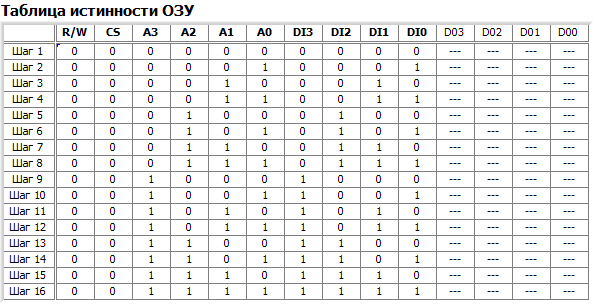 Таблица истинности ОЗУ
R/W CS A3 A2 A1 A0 DI3 DI2 DI1 DI0 D03 D02 D01 D00
Шаг 1 0 0 0 0 0 0 0 0 0 0 --- --- --- ---
Шаг 2 0 0 0 0 0 1 0 0 0 1 --- --- --- ---
Шаг 3 0 0 0 0 1 0 0 0 1 0 --- --- --- ---
Шаг 4 0 0 0 0 1 1 0 0 1 1 --- --- --- ---
Шаг 5 0 0 0 1 0 0 0 1 0 0 --- --- --- ---
Шаг 6 0 0 0 1 0 1 0 1 0 1 --- --- --- ---
Шаг 7 0 0 0 1 1 0 0 1 1 0 --- --- --- ---
Шаг 8 0 0 0 1 1 1 0 1 1 1 --- --- --- ---
Шаг 9 0 0 1 0 0 0 1 0 0 0 --- --- --- ---
Шаг 10 0 0 1 0 0 1 1 0 0 1 --- --- --- ---
Шаг 11 0 0 1 0 1 0 1 0 1 0 --- --- --- ---
Шаг 12 0 0 1 0 1 1 1 0 1 1 --- --- --- ---
Шаг 13 0 0 1 1 0 0 1 1 0 0 --- --- --- ---
Шаг 14 0 0 1 1 0 1 1 1 0 1 --- --- --- ---
Шаг 15 0 0 1 1 1 0 1 1 1 0 --- --- --- ---
Шаг 16 0 0 1 1 1 1 1 1 1 1 --- --- --- ---